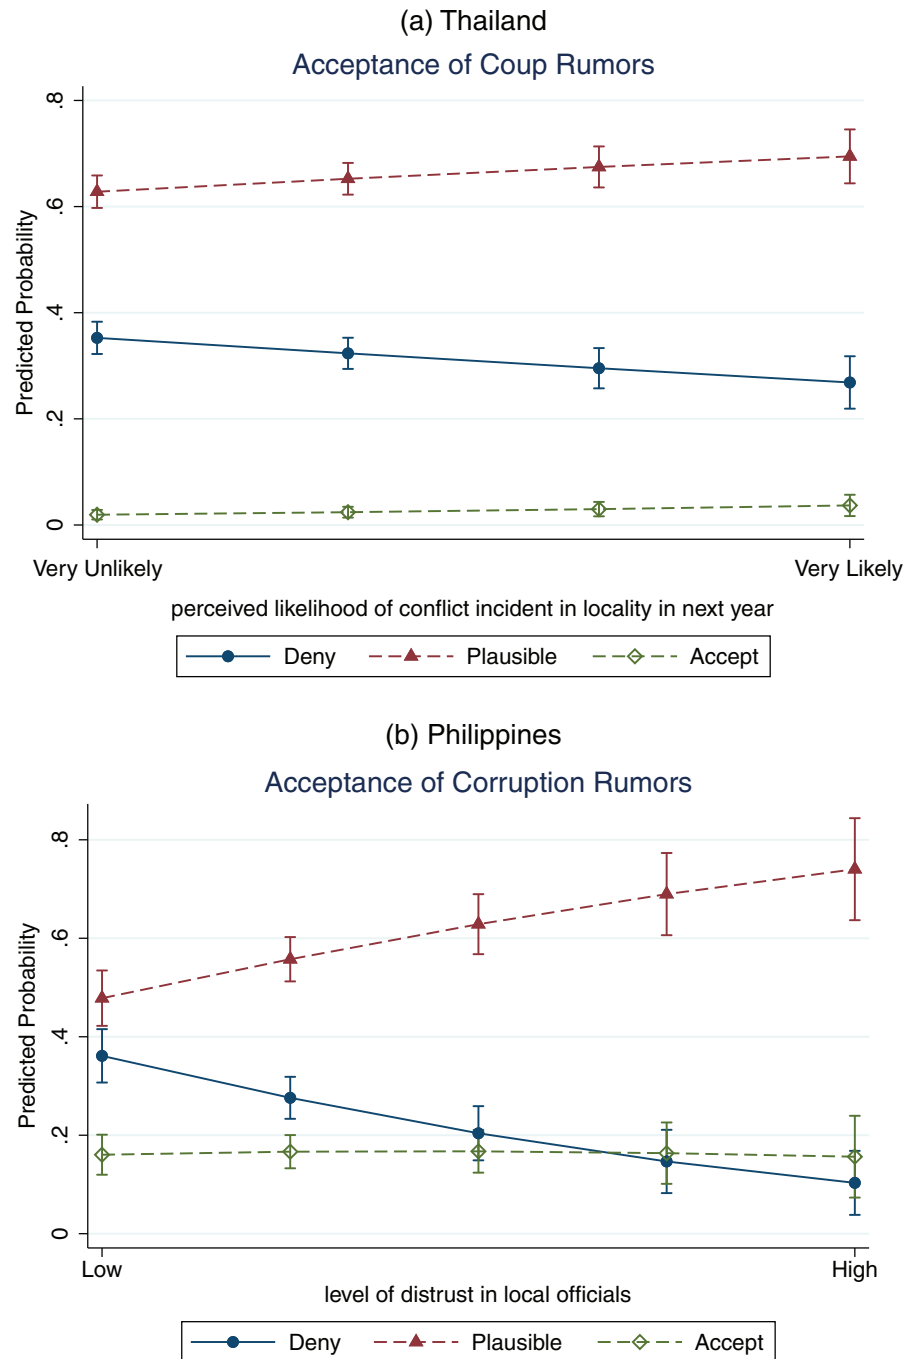 (a) Thailand
Acceptance of Coup Rumors
.8
.6
.4
.2
0
Predicted Probability
Very Unlikely
Very Likely
perceived likelihood of conflict incident in locality in next year
Deny
Plausible
Accept
(b) Philippines
Acceptance of Corruption Rumors
.8
.6
.4
.2
0
Predicted Probability
Low
High
level of distrust in local officials
Deny
Plausible
Accept